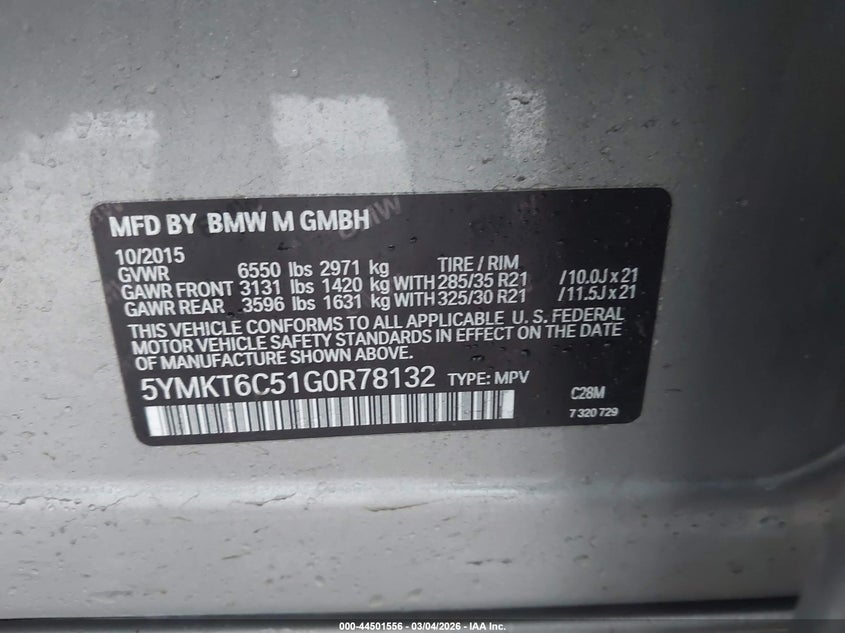 MFD BY BMW M GMBH
10/2015
GVWR 6550 lbs 2971 kg TIRE / RIM
GAWR FRONT 3131 lbs 1420 kg WITH 285/35 R21 /10.0J x 21
GAWR REAR 3596 lbs 1631 kg WITH 325/30 R21 /11.5J x 21
THIS VEHICLE CONFORMS TO ALL APPLICABLE U. S. FEDERAL
MOTOR VEHICLE SAFETY STANDARDS IN EFFECT ON THE DATE
OF MANUFACTURE SHOWN ABOVE.
5YMKT6C51G0R78132 TYPE: MPV
C28M
7 320 729
BMW
000-44501556 - 03/04/2026 - IAA Inc.